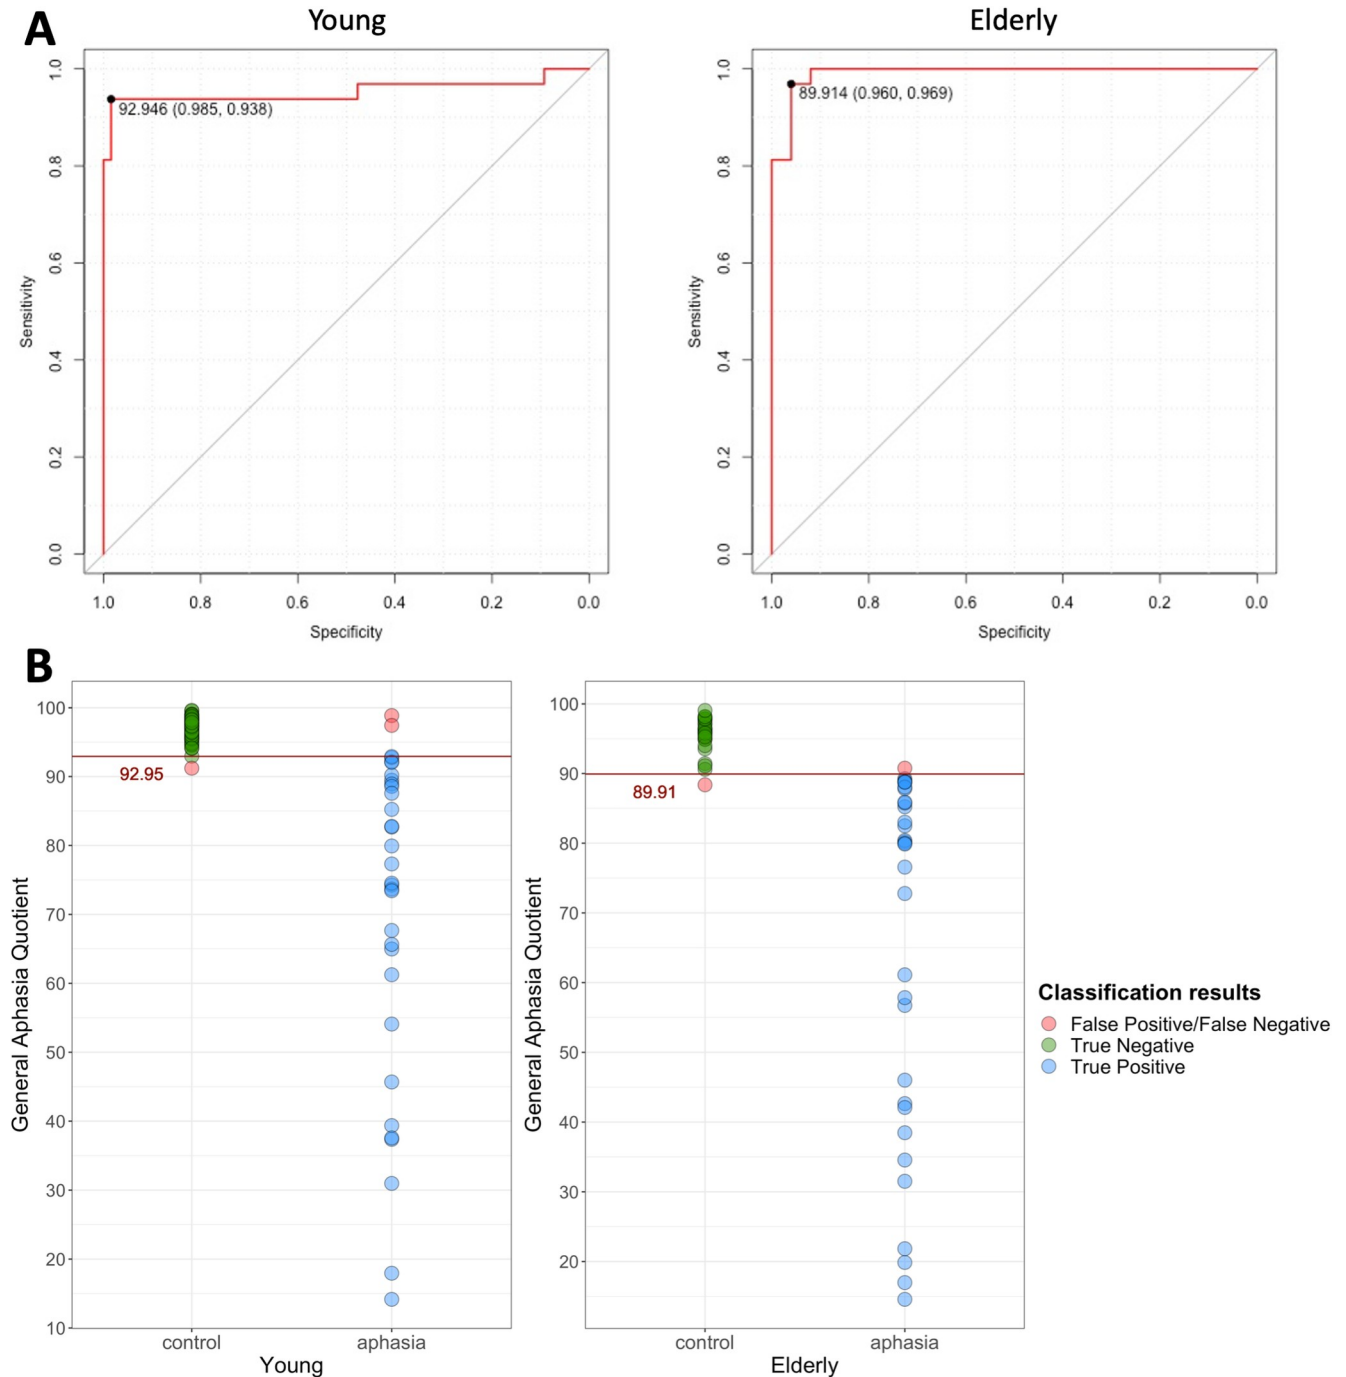 A
Young
Elderly
1.0
0.8
0.6
0.4
0.2
0.0
Sensitivity
92.946 (0.985, 0.938)
1.0 0.8 0.6 0.4 0.2 0.0
Specificity
1.0
0.8
0.6
0.4
0.2
0.0
Sensitivity
89.914 (0.960, 0.969)
1.0 0.8 0.6 0.4 0.2 0.0
Specificity
B
General Aphasia Quotient
100
90
80
70
60
50
40
30
20
10
92.95
control aphasia
Young
General Aphasia Quotient
100
90
80
70
60
50
40
30
20
89.91
control aphasia
Elderly
Classification results
False Positive/False Negative
True Negative
True Positive